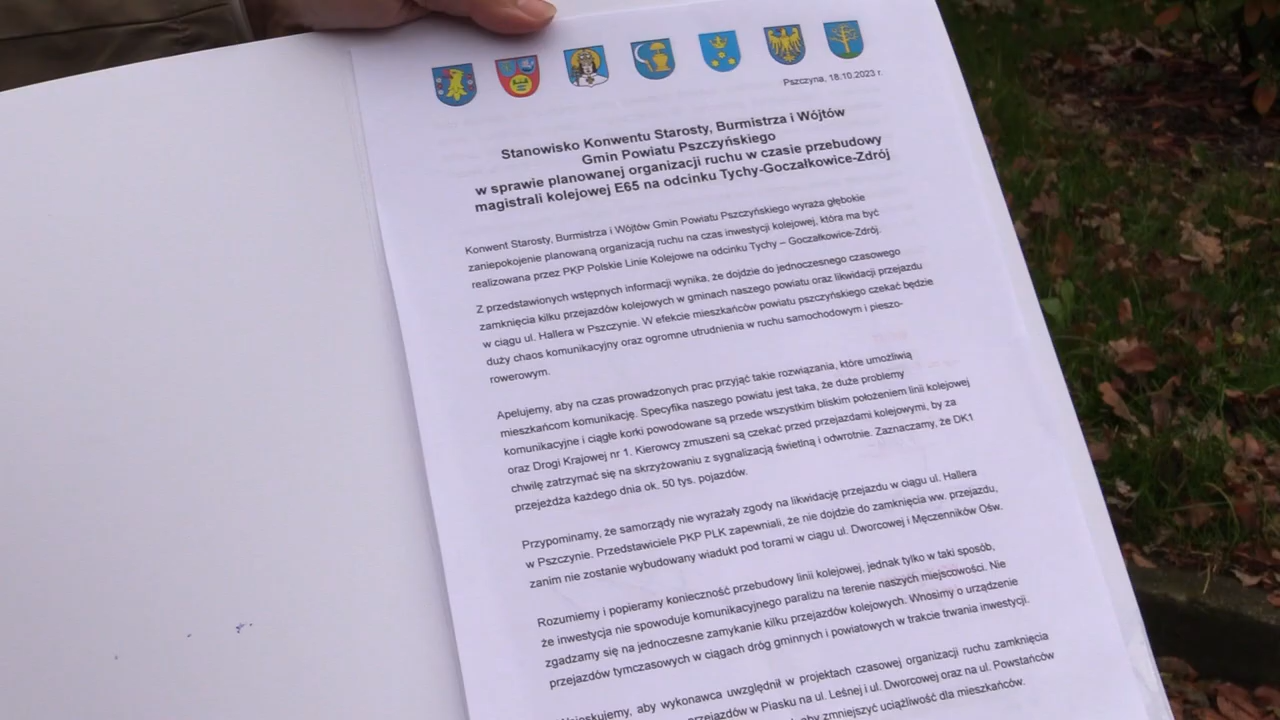 Pszczyna, 18.10.2023 r.
Stanowisko Konwentu Starosty, Burmistrza i Wójtów
Gmin Powiatu Pszczyńskiego
w sprawie planowanej organizacji ruchu w czasie przebudowy
magistrali kolejowej E65 na odcinku Tychy-Goczałkowice-Zdrój
Konwent Starosty, Burmistrza i Wójtów Gmin Powiatu Pszczyńskiego wyraża głębokie
zaniepokojenie planowaną organizacją ruchu na czas inwestycji kolejowej, która ma być
realizowana przez PKP Polskie Linie Kolejowe na odcinku Tychy – Goczałkowice-Zdrój.
Z przedstawionych wstępnych informacji wynika, że dojdzie do jednoczesnego czasowego
zamknięcia kilku przejazdów kolejowych w gminach naszego powiatu oraz likwidacji przejazdu
w ciągu ul. Hallera w Pszczynie. W efekcie mieszkańców powiatu pszczyńskiego czekać będzie
duży chaos komunikacyjny oraz ogromne utrudnienia w ruchu samochodowym i pieszo-
rowerowym.
Apelujemy, aby na czas prowadzonych prac przyjąć takie rozwiązania, które umożliwią
mieszkańcom komunikację. Specyfika naszego powiatu jest taka, że duże problemy
komunikacyjne i ciągłe korki powodowane są przede wszystkim bliskim położeniem linii kolejowej
oraz Drogi Krajowej nr 1. Kierowcy zmuszeni są czekać przed przejazdami kolejowymi, by za
chwilę zatrzymać się na skrzyżowaniu z sygnalizacją świetlną i odwrotnie. Zaznaczamy, że DK1
przejeżdża każdego dnia ok. 50 tys. pojazdów.
Przypominamy, że samorządy nie wyrażały zgody na likwidację przejazdu w ciągu ul. Hallera
w Pszczynie. Przedstawiciele PKP PLK zapewniali, że nie dojdzie do zamknięcia ww. przejazdu,
zanim nie zostanie wybudowany wiadukt pod torami w ciągu ul. Dworcowej i Męczenników Ośw.
Rozumiemy i popieramy konieczność przebudowy linii kolejowej, jednak tylko w taki sposób,
że inwestycja nie spowoduje komunikacyjnego paraliżu na terenie naszych miejscowości. Nie
zgadzamy się na jednoczesne zamykanie kilku przejazdów kolejowych. Wnosimy o urządzenie
przejazdów tymczasowych w ciągach dróg gminnych i powiatowych w trakcie trwania inwestycji.
aby wykonawca uwzględnił w projektach czasowej organizacji ruchu zamknięcia
przejazdów w Piasku na ul. Leśnej i ul. Dworcowej oraz na ul. Powstańców
aby zmniejszyć uciążliwość dla mieszkańców.